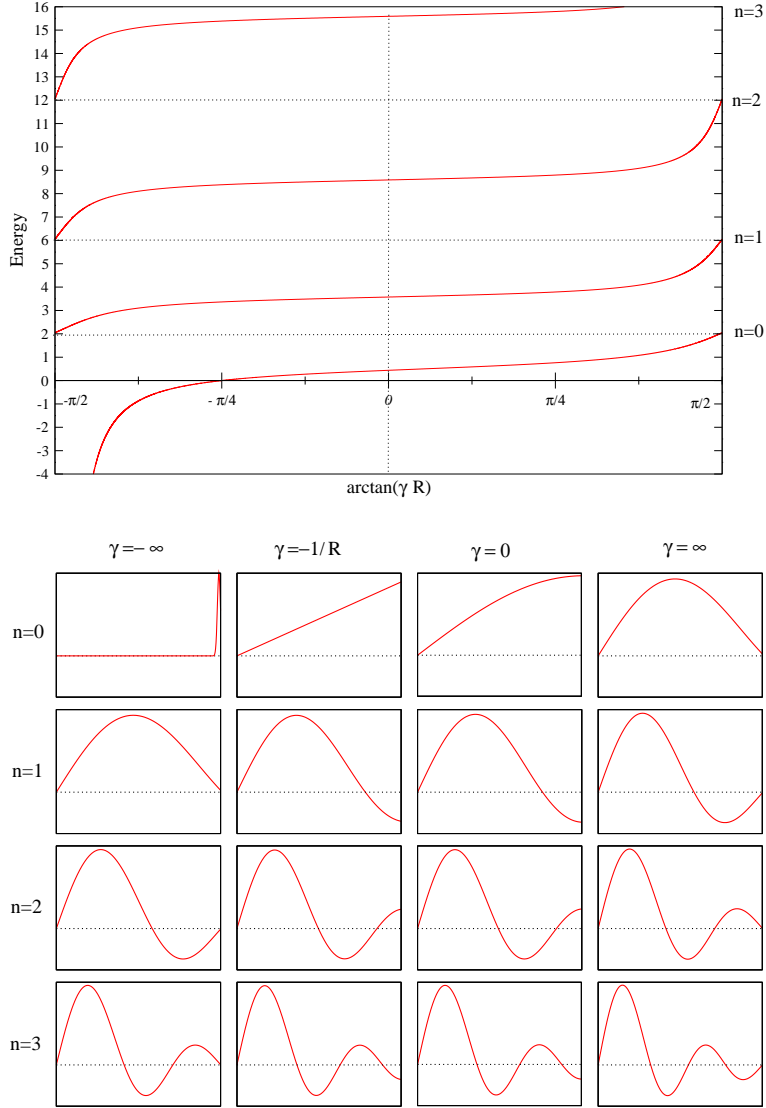 16
n=3
15
14
13
12
n=2
11
10
9
8
7
6
n=1
5
4
3
2
n=0
1
0
-π/2
- π/4
0
π/4
π/2
-1
-2
-3
-4
Energy
arctan(γ R)
γ =− ∞
γ =−1/ R
γ = 0
γ = ∞
n=0
n=1
n=2
n=3